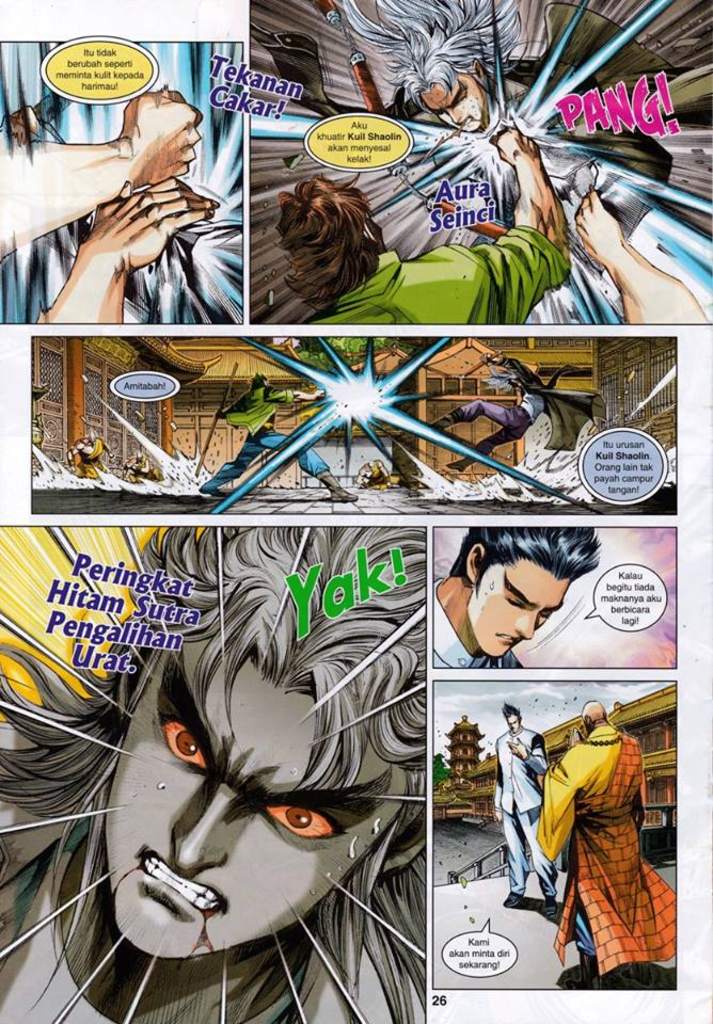 Itu tidak
berubah seperti
meminta kulit kepada
harimau!
Tekanan
Cakar!
Aku
khuatir Kuil Shaolin
akan menyesal
kelak!
PANG!
Aura
Seinci
Amitabah!
Itu urusan
Kuil Shaolin.
Orang lain tak
payah campur
tangan!
Peringkat
Hitam Sutra
Pengalihan
Urat.
Yak!
Kalau
begitu tiada
maknanya aku
berbicara
lagi!
Kami
akan minta diri
sekarang!
26